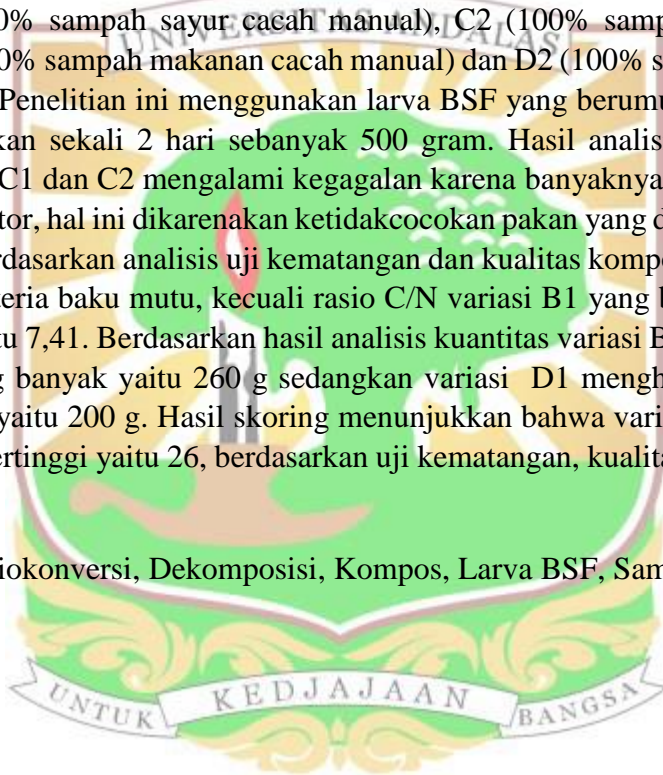 0% sampah sayur cacah manual), C2 (100% samp
UNIVERSITAS ANDALAS
0% sampah makanan cacah manual) dan D2 (100% s
Penelitian ini menggunakan larva BSF yang berumu
kan sekali 2 hari sebanyak 500 gram. Hasil analis
C1 dan C2 mengalami kegagalan karena banyaknya
tor, hal ini dikarenakan ketidakcocokan pakan yang d
rdasarkan analisis uji kematangan dan kualitas kompo
teria baku mutu, kecuali rasio C/N variasi B1 yang
tu 7,41. Berdasarkan hasil analisis kuantitas variasi B
g banyak yaitu 260 g sedangkan variasi D1 mengh
yaitu 200 g. Hasil skoring menunjukkan bahwa vari
ertinggi yaitu 26, berdasarkan uji kematangan, kualita
iokonversi, Dekomposisi, Kompos, Larva BSF, Sam
UNTUK KEDJAJAAN BANGSA